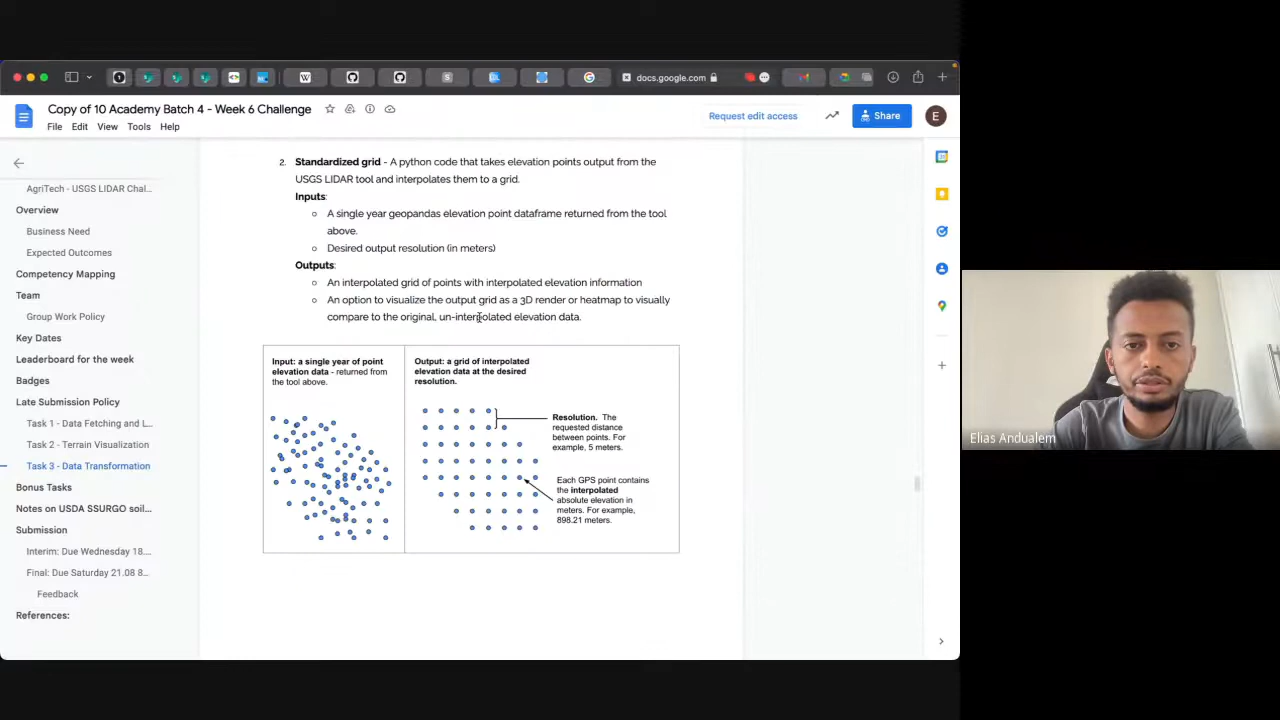 docs.google.com
Copy of 10 Academy Batch 4 - Week 6 Challenge
File Edit View Tools Help
Request edit access
Share
E
AgriTech - USGS LIDAR Chal...
Overview
Business Need
Expected Outcomes
Competency Mapping
Team
Group Work Policy
Key Dates
Leaderboard for the week
Badges
Late Submission Policy
Task 1 - Data Fetching and L...
Task 2 - Terrain Visualization
Task 3 - Data Transformation
Bonus Tasks
Notes on USDA SSURGO soil...
Submission
Interim: Due Wednesday 18....
Final: Due Saturday 21.08 8...
Feedback
References:
2. Standardized grid - A python code that takes elevation points output from the
USGS LIDAR tool and interpolates them to a grid.
Inputs:
A single year geopandas elevation point dataframe returned from the tool
above.
Desired output resolution (in meters)
Outputs:
An interpolated grid of points with interpolated elevation information
An option to visualize the output grid as a 3D render or heatmap to visually
compare to the original, un-interpolated elevation data.
Input: a single year of point
elevation data - returned from
the tool above.
Output: a grid of interpolated
elevation data at the desired
resolution.
Resolution. The
requested distance
between points. For
example, 5 meters.
Each GPS point contains
the interpolated
absolute elevation in
meters. For example,
898.21 meters.
Elias Andualem